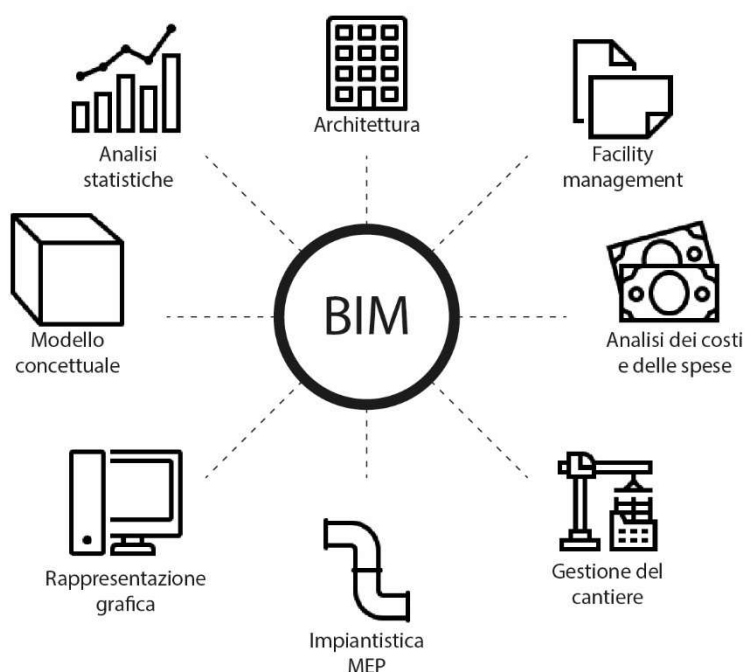 Architettura
Analisi
statistiche
Facility
management
BIM
Modello
concettuale
Analisi dei costi
e delle spese
Rappresentazione
grafica
Gestione del
cantiere
Impiantistica
MEP